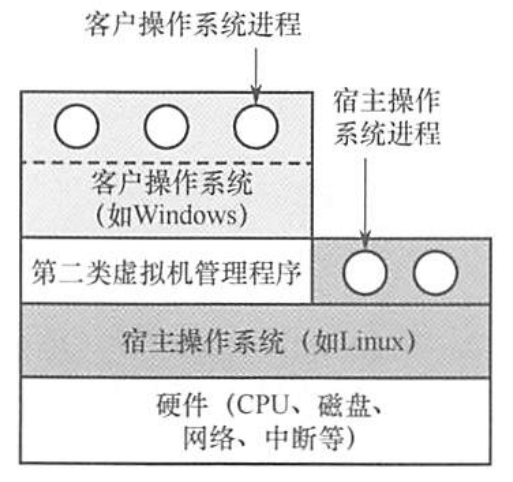 客户操作系统进程
宿主操作
系统进程
客户操作系统
(如Windows)
第二类虚拟机管理程序
宿主操作系统（如Linux）
硬件（CPU、磁盘、
网络、中断等）